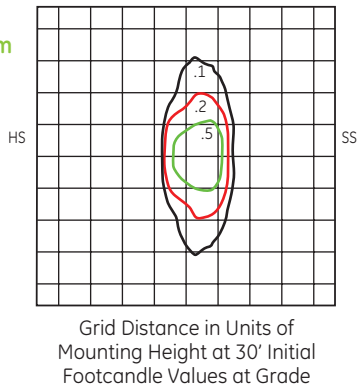 m
.1
.2
.5
HS
SS
Grid Distance in Units of
Mounting Height at 30' Initial
Footcandle Values at Grade